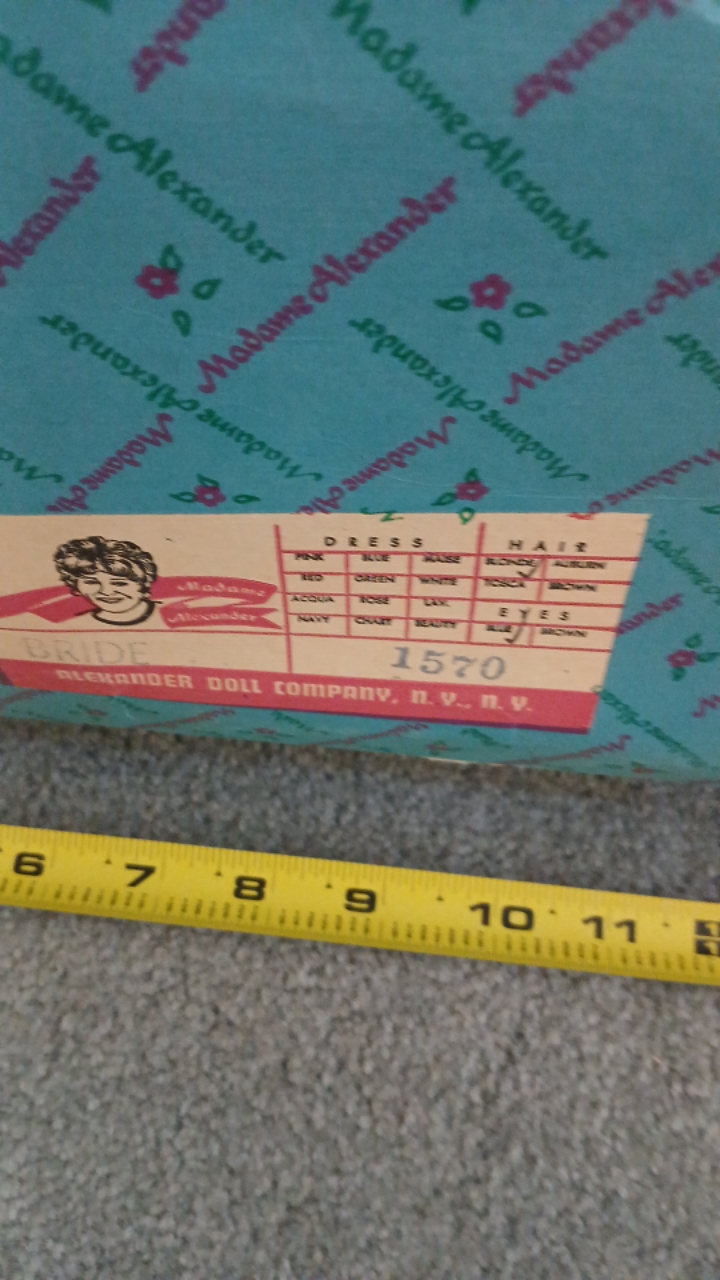 Madame Alexander
Madame Alexander
Madame Alexander
Madame Alexander
Madame Alexander
Madame Alexander
Madame
Alexander
DRESS
HAIR
PINK BLUE MAISE BLONDE AUBURN
RED GREEN WHITE TOSCA BROWN
ACQUA ROSE LAV.
EYES
NAVY CHART BEAUTY BLUE BROWN
BRIDE
1570
ALEXANDER DOLL COMPANY, N. Y., N. Y.
6 7 8 9 10 11